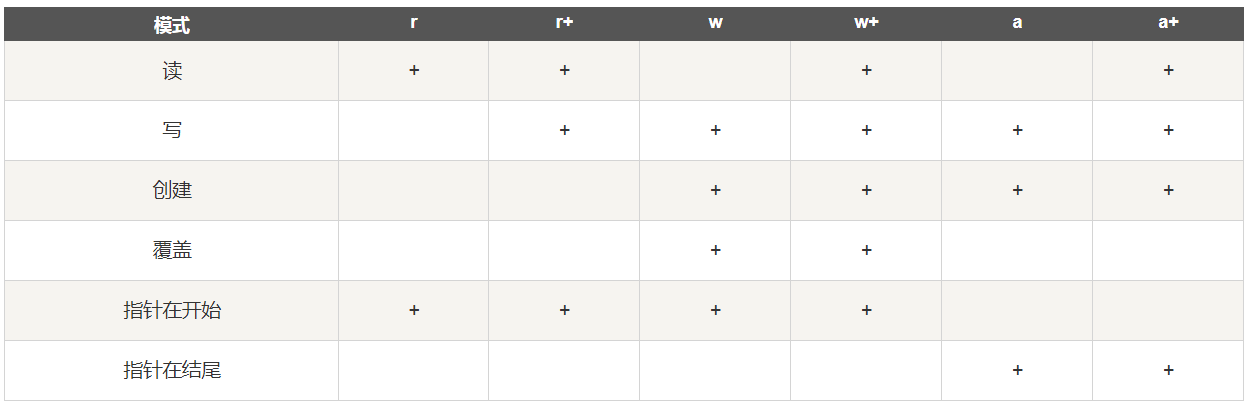 模式 r r+ w w+ a a+
读 + + + +
写 + + + + +
创建 + + + +
覆盖 + +
指针在开始 + + + +
指针在结尾 + +